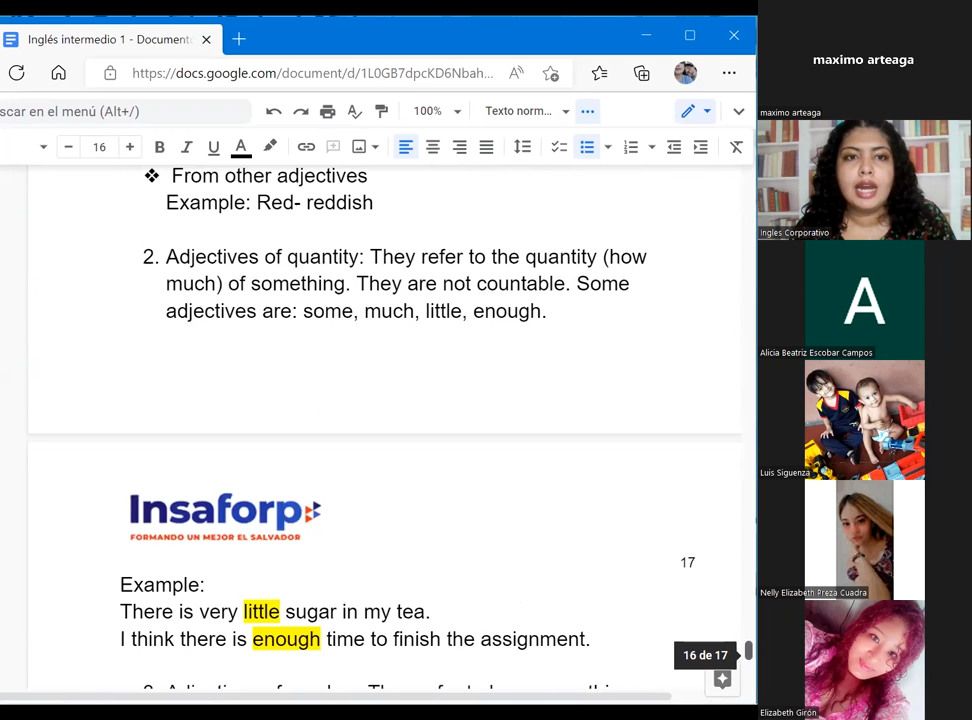 Inglés intermedio 1 - Documento
https://docs.google.com/document/d/1L0GB7dpcKD6Nbah...
scar en el menú (Alt+/)
100%
Texto norm...
16
B I U A
❖ From other adjectives
Example: Red- reddish
2. Adjectives of quantity: They refer to the quantity (how
much) of something. They are not countable. Some
adjectives are: some, much, little, enough.
Insaforp
FORMANDO UN MEJOR EL SALVADOR
17
Example:
There is very little sugar in my tea.
I think there is enough time to finish the assignment.
16 de 17
maximo arteaga
maximo arteaga
Ingles Corporativo
A
Alicia Beatriz Escobar Campos
Luis Siguenza
Nelly Elizabeth Preza Cuadra
Elizabeth Girón